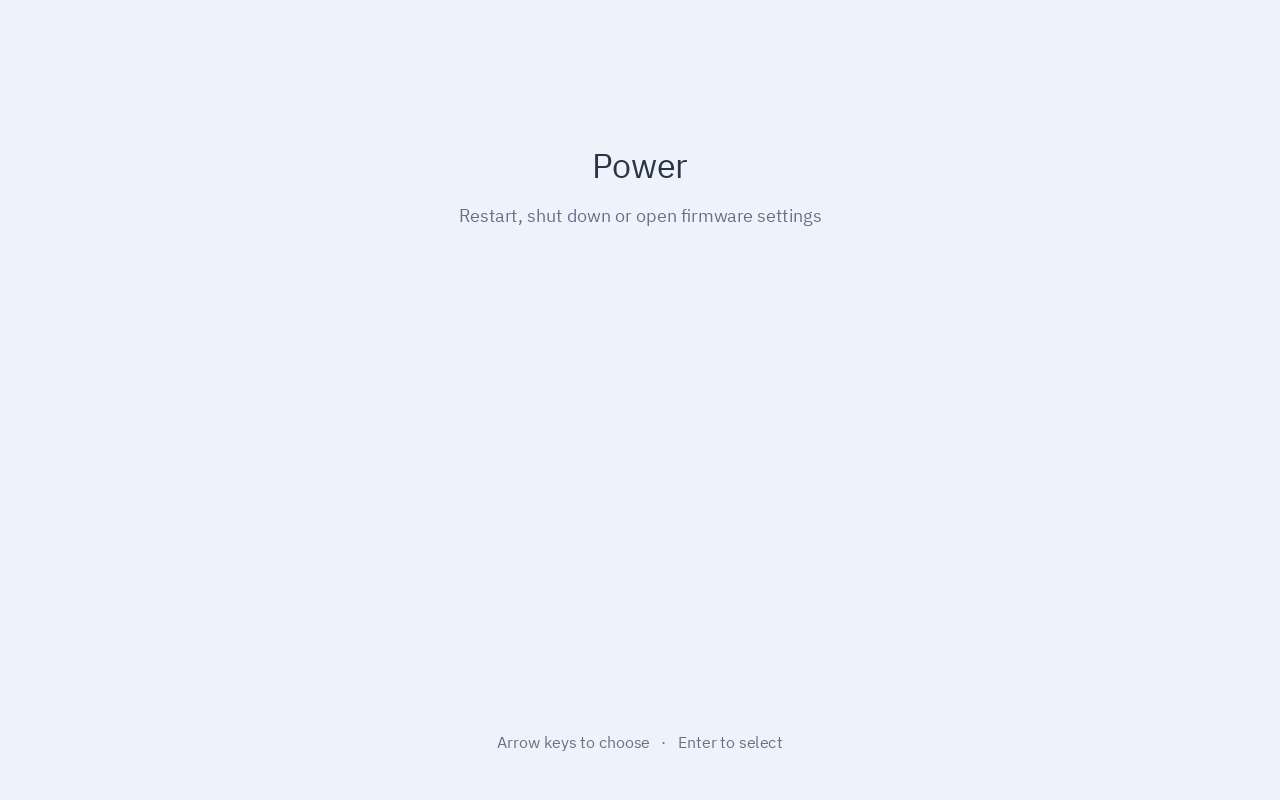 Power
Restart, shut down or open firmware settings
Arrow keys to choose · Enter to select